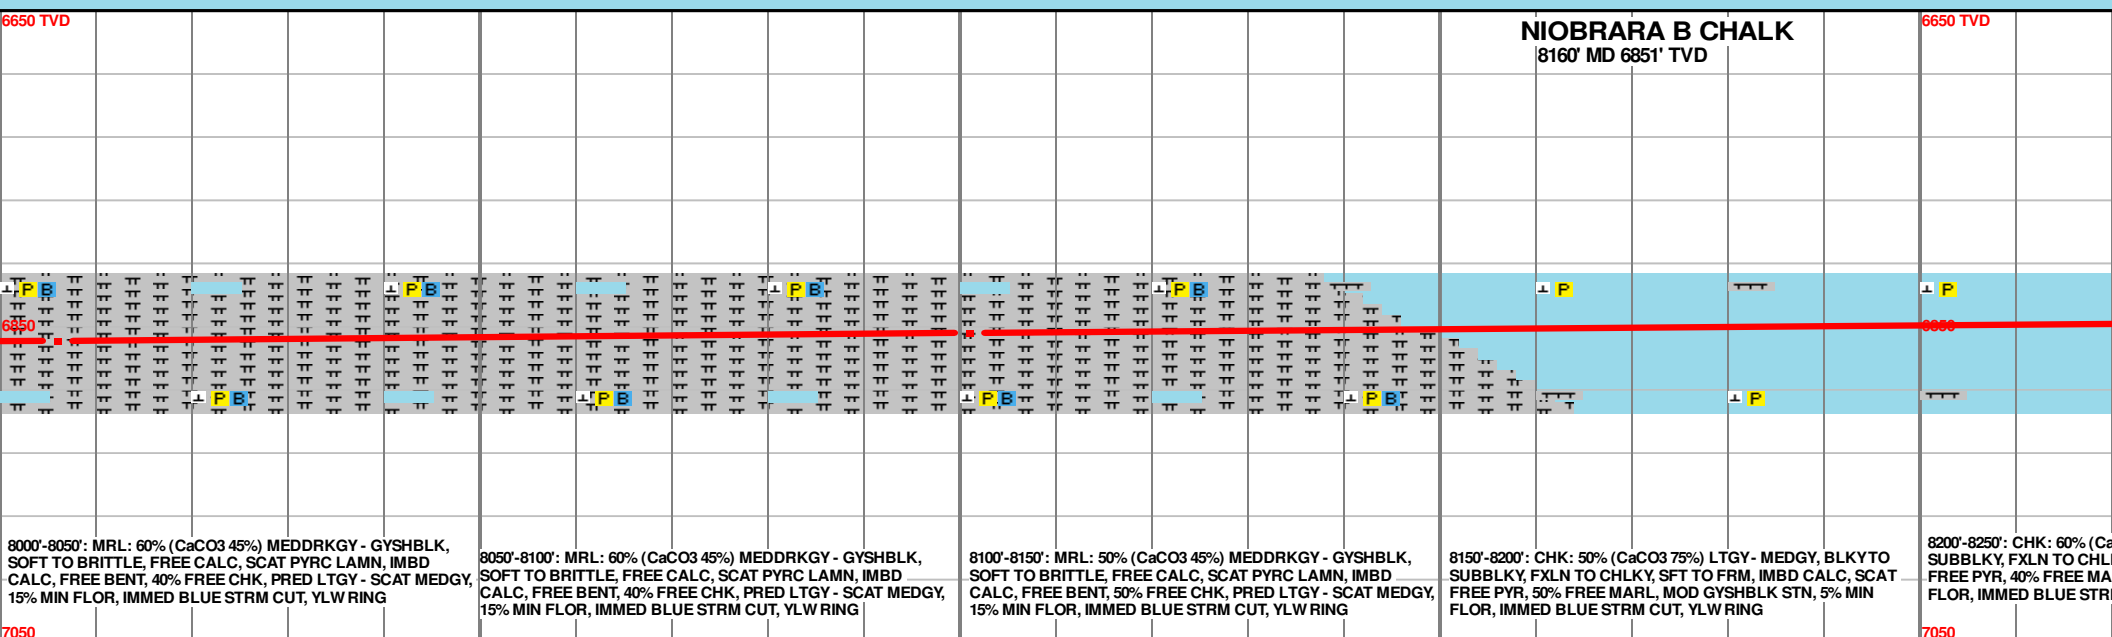 6650 TVD
NIOBRARA B CHALK
8160' MD 6851' TVD
6650 TVD
P B
P B
P B
P B
P
P
6850
6850
P B
P B
P B
P B
P
8000'-8050': MRL: 60% (CaCO3 45%) MEDDRKGY - GYSHBLK,
SOFT TO BRITTLE, FREE CALC, SCAT PYRC LAMN, IMBD
CALC, FREE BENT, 40% FREE CHK, PRED LTGY - SCAT MEDGY,
15% MIN FLOR, IMMED BLUE STRM CUT, YLW RING
8050'-8100': MRL: 60% (CaCO3 45%) MEDDRKGY - GYSHBLK,
SOFT TO BRITTLE, FREE CALC, SCAT PYRC LAMN, IMBD
CALC, FREE BENT, 40% FREE CHK, PRED LTGY - SCAT MEDGY,
15% MIN FLOR, IMMED BLUE STRM CUT, YLW RING
8100'-8150': MRL: 50% (CaCO3 45%) MEDDRKGY - GYSHBLK,
SOFT TO BRITTLE, FREE CALC, SCAT PYRC LAMN, IMBD
CALC, FREE BENT, 50% FREE CHK, PRED LTGY - SCAT MEDGY,
15% MIN FLOR, IMMED BLUE STRM CUT, YLW RING
8150'-8200': CHK: 50% (CaCO3 75%) LTGY - MEDGY, BLKY TO
SUBBLKY, FXLN TO CHLKY, SFT TO FRM, IMBD CALC, SCAT
FREE PYR, 50% FREE MARL, MOD GYSHBLK STN, 5% MIN
FLOR, IMMED BLUE STRM CUT, YLW RING
8200'-8250': CHK: 60% (Ca
SUBBLKY, FXLN TO CHL
FREE PYR, 40% FREE MA
FLOR, IMMED BLUE STR
7050
7050